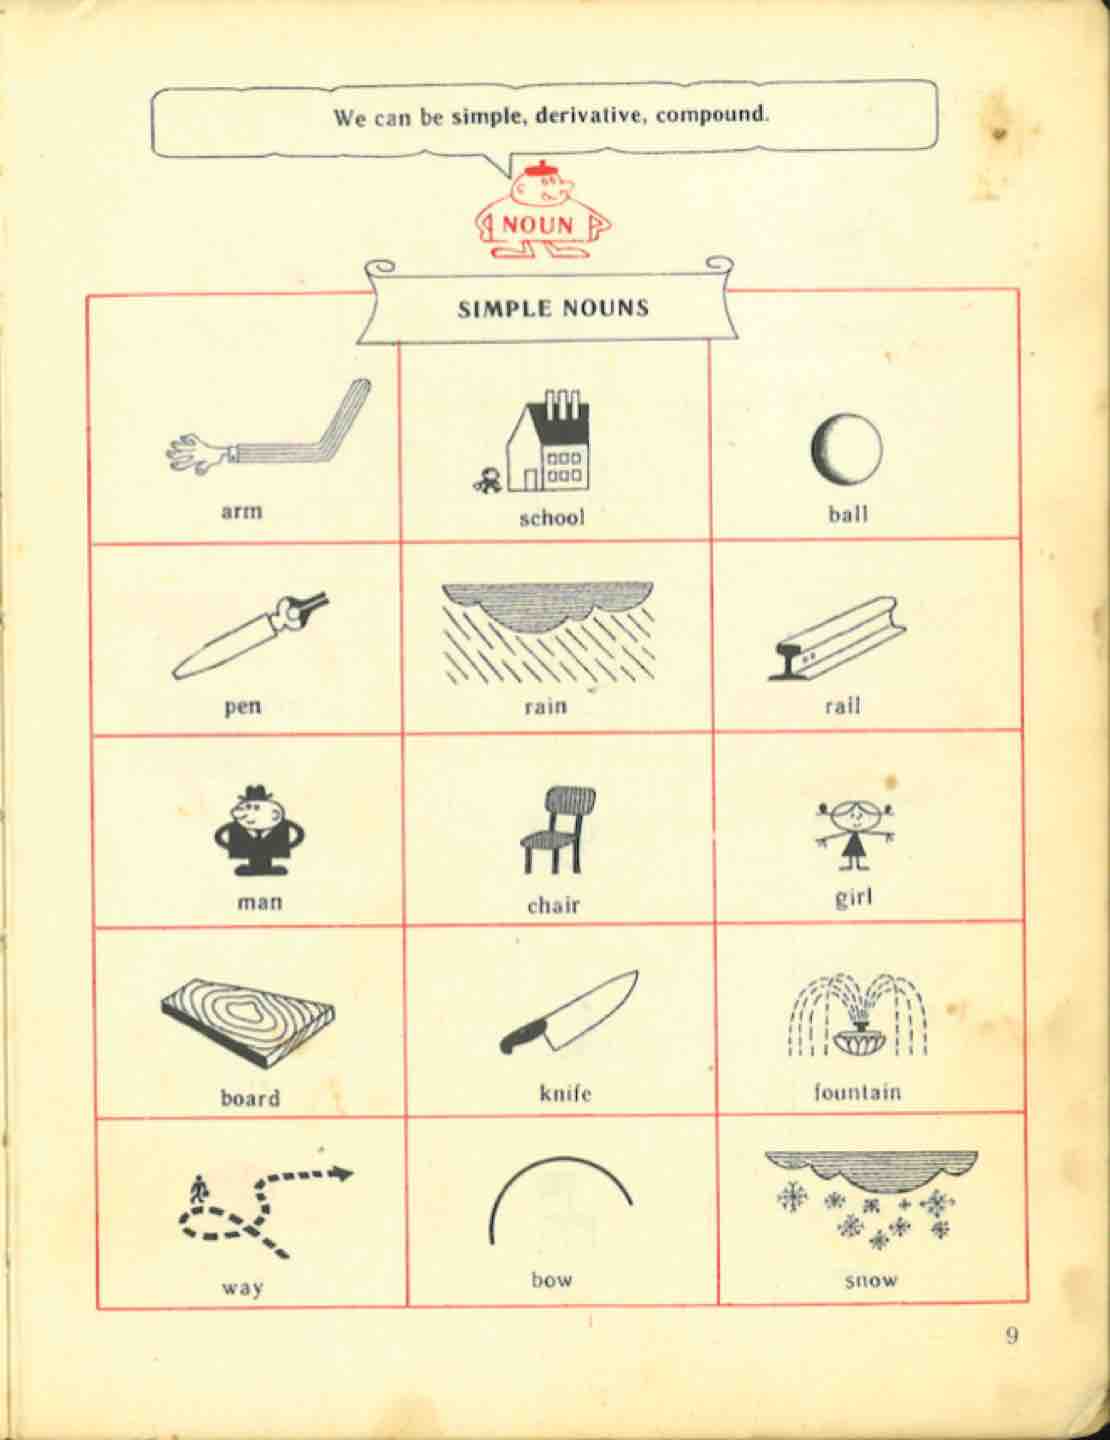 We can be simple, derivative, compound.
NOUN
SIMPLE NOUNS
arm
school
ball
pen
rain
rail
man
chair
girl
board
knife
fountain
way
bow
snow
9